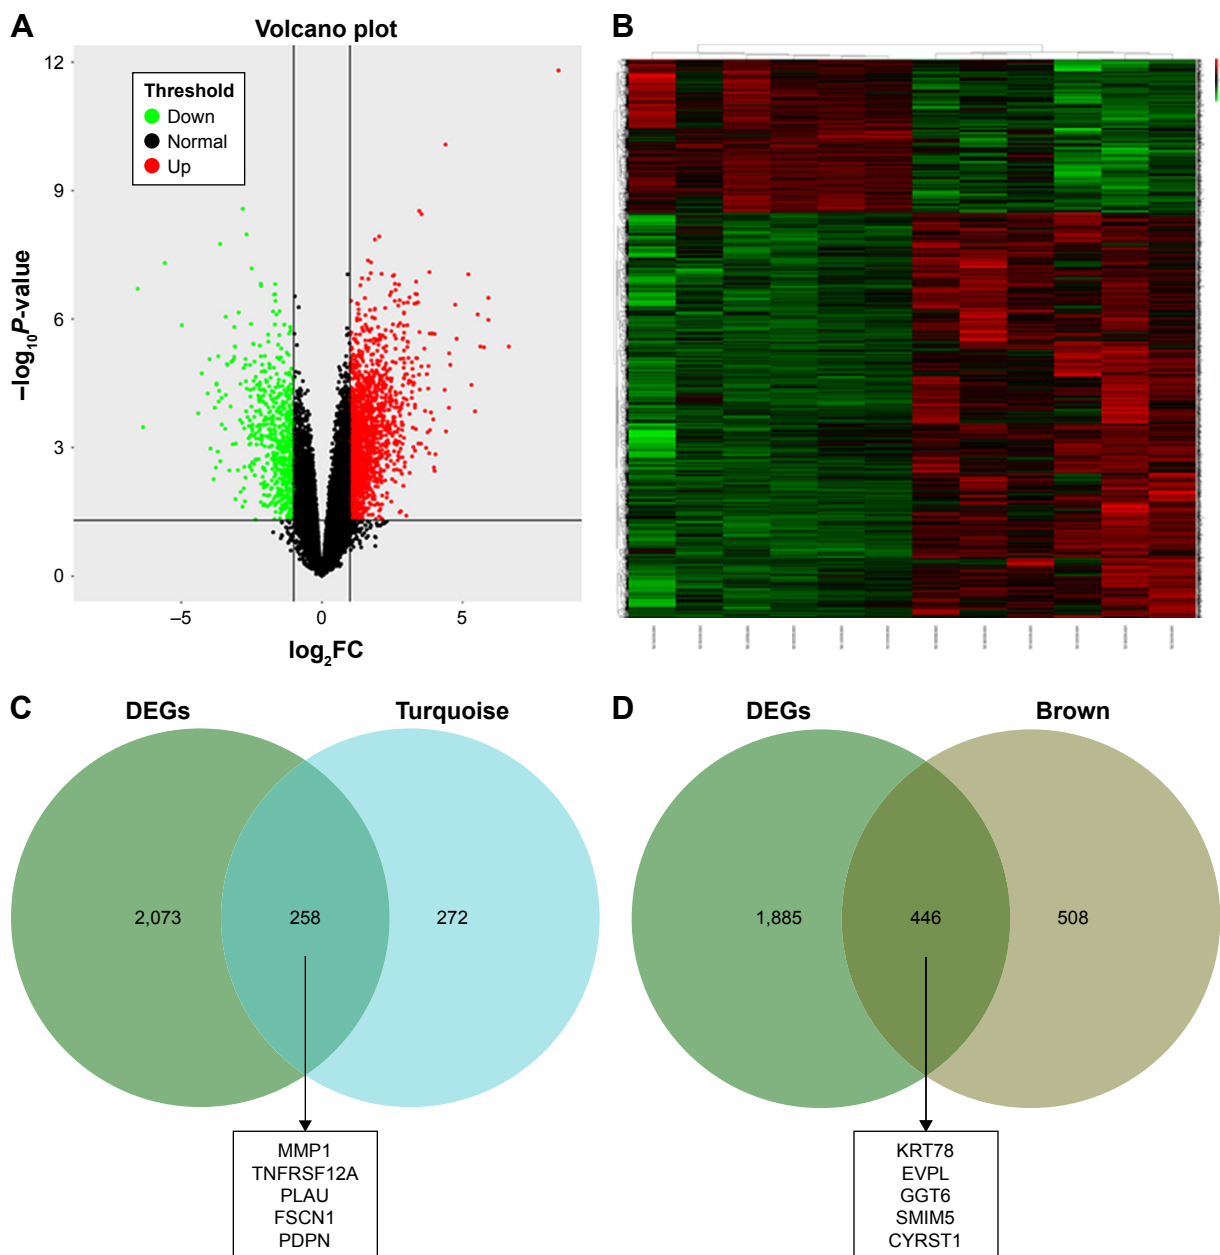 A
Volcano plot
12
9
6
3
0
Threshold
Down
Normal
Up
–log10P-value
–5
0
5
log2FC
B
C
DEGs
Turquoise
2,073
258
272
MMP1
TNFRSF12A
PLAU
FSCN1
PDPN
D
DEGs
Brown
1,885
446
508
KRT78
EVPL
GGT6
SMIM5
CYRST1